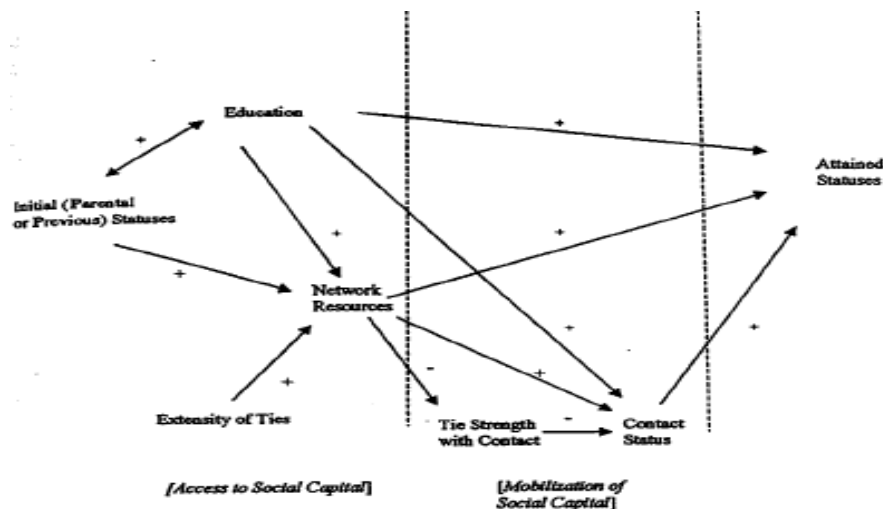 Education
+
+
Attained
Statuses
Initial (Parental
or Previous) Statuses
+
+
+
Network
Resources
+
+
-
+
+
Extensity of Ties
Tie Strength
with Contact
-
Contact
Status
[Access to Social Capital]
[Mobilization of
Social Capital]